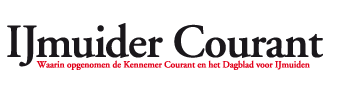 IJmuider Courant
Waarin opgenomen de Kennemer Courant en het Dagblad voor IJmuiden